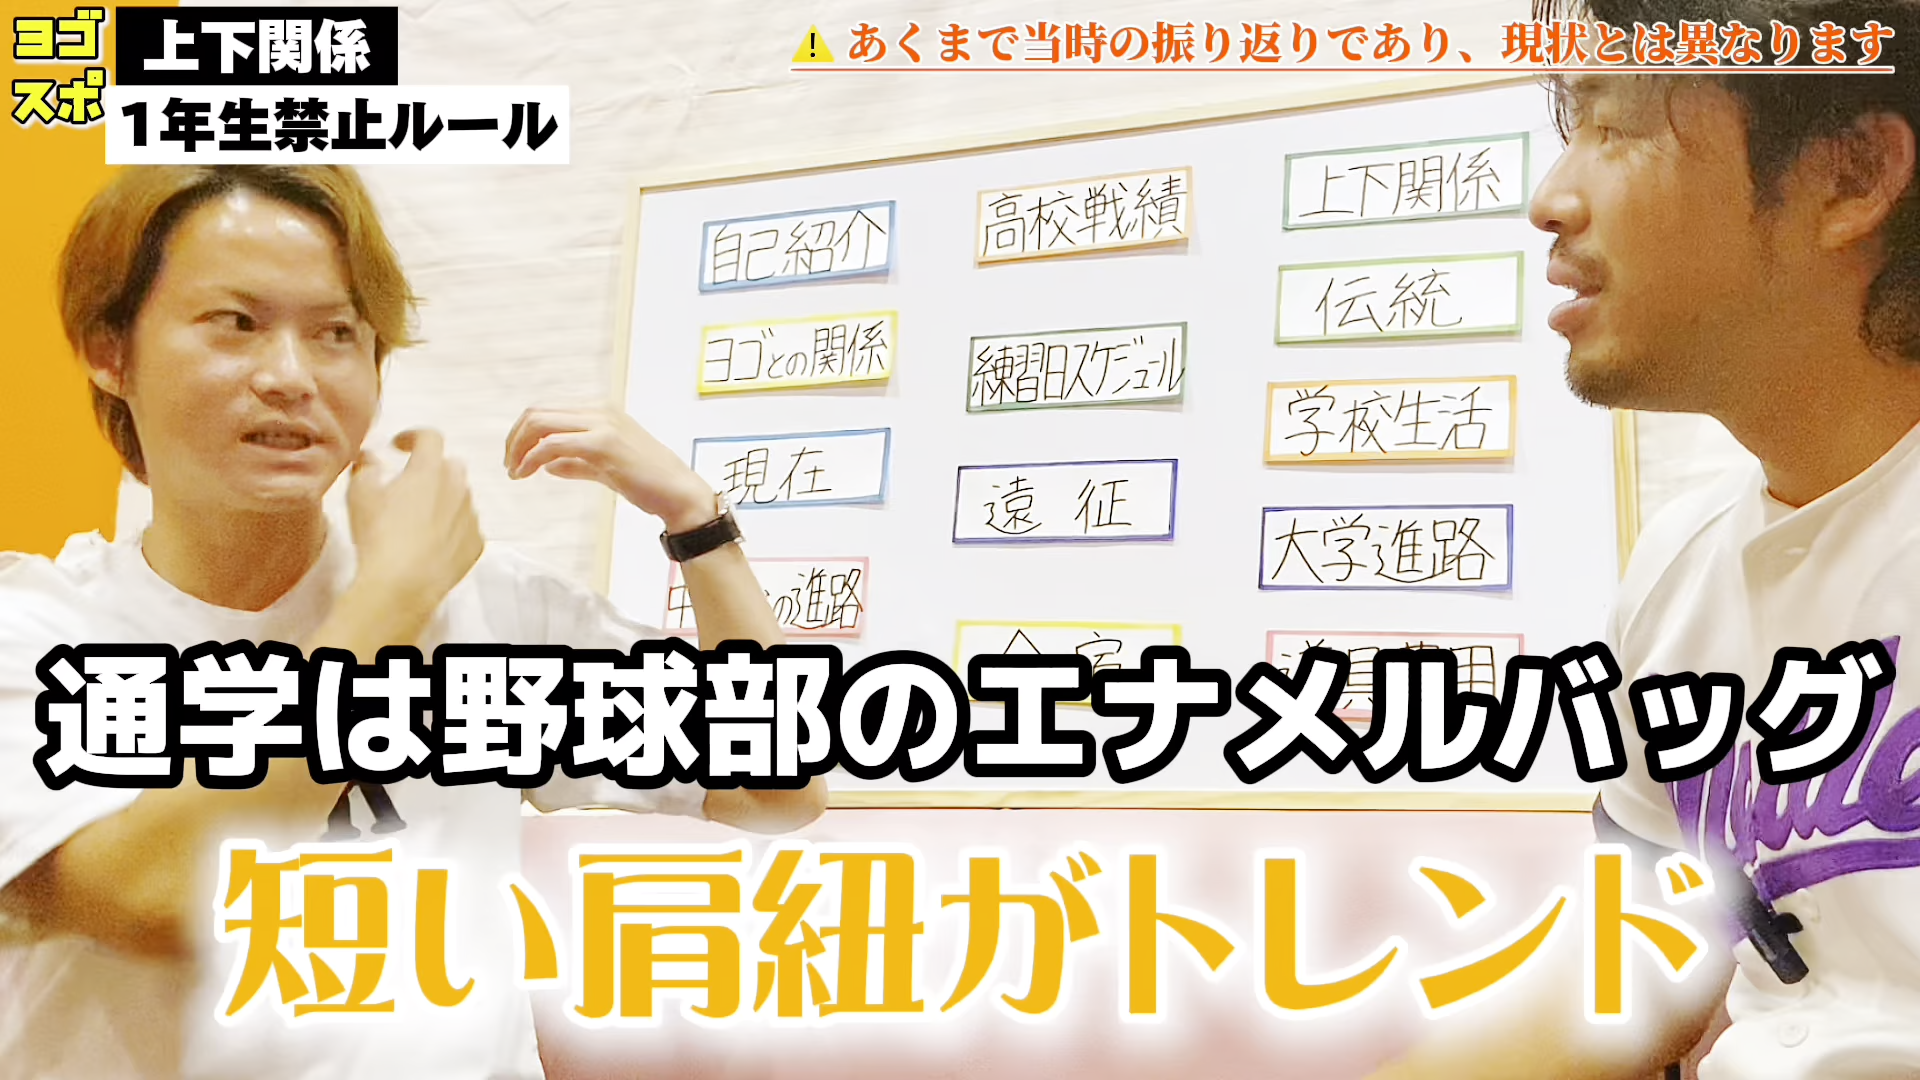 ヨゴ
スポ
上下関係
1年生禁止ルール
⚠ あくまで当時の振り返りであり、現状とは異なります
自己紹介
ヨゴとの関係
現在
の進路
高校戦績
練習日スケジュール
遠征
合宿
上下関係
伝統
学校生活
大学進路
通学は野球部のエナメルバッグ
短い肩紐がトレンド